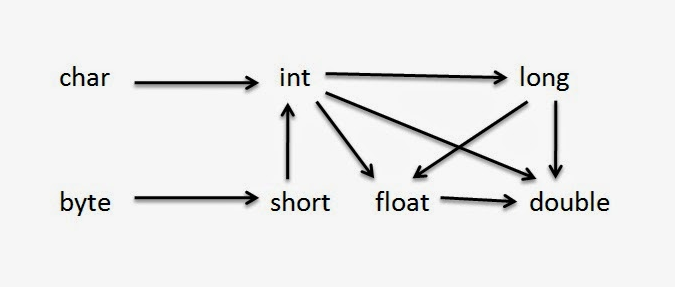 char int long
byte short float double